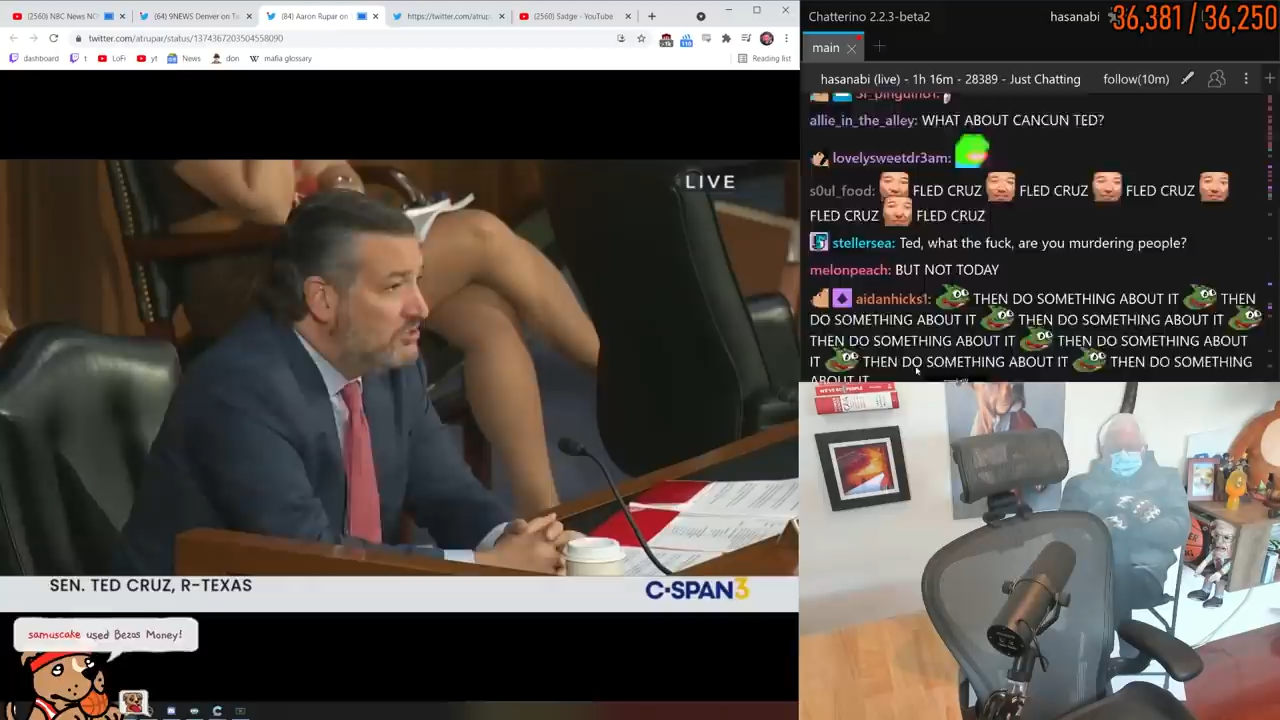 (2560) NBC News NO
(64) 9NEWS Denver on Tw
(84) Aaron Rupar on
https://twitter.com/atrup
(2560) Sadge - YouTube
twitter.com/atrupar/status/1374367203504558090
dashboard
t
LoFi
yt
News
don
mafia glossary
Reading list
LIVE
SEN. TED CRUZ, R-TEXAS
C-SPAN3
samuscake used Bezos Money!
Chatterino 2.2.3-beta2
hasanabi
36,381 / 36,250
main
hasanabi (live) - 1h 16m - 28389 - Just Chatting
follow(10m)
allie_in_the_alley: WHAT ABOUT CANCUN TED?
lovelysweetdr3am:
s0ul_food: FLED CRUZ FLED CRUZ FLED CRUZ
FLED CRUZ FLED CRUZ
stellersea: Ted, what the fuck, are you murdering people?
melonpeach: BUT NOT TODAY
aidanhicks1: THEN DO SOMETHING ABOUT IT THEN
DO SOMETHING ABOUT IT THEN DO SOMETHING ABOUT IT
THEN DO SOMETHING ABOUT IT THEN DO SOMETHING ABOUT
IT THEN DO SOMETHING ABOUT IT THEN DO SOMETHING
ABOUT IT